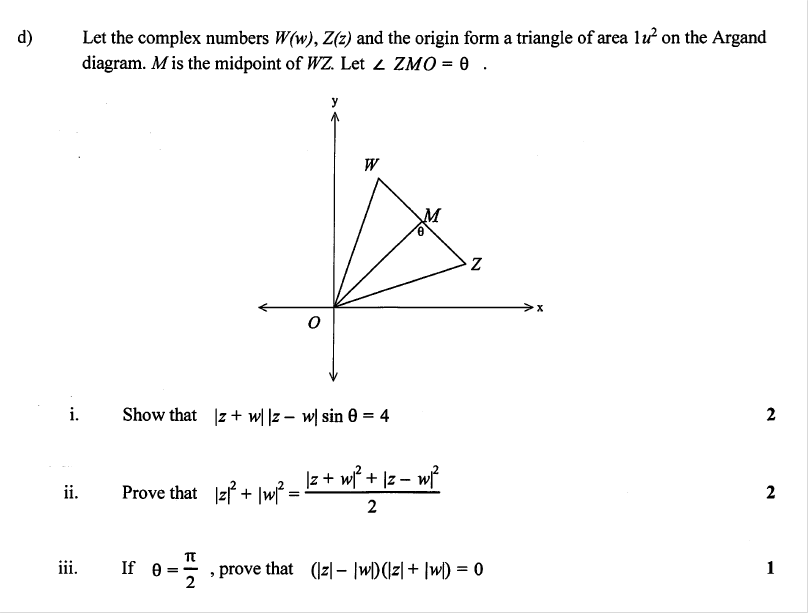 d) Let the complex numbers W(w), Z(z) and the origin form a triangle of area 1u² on the Argand
diagram. M is the midpoint of WZ. Let ∠ ZMO = θ .
y
W
M
θ
Z
x
O
i. Show that |z + w| |z – w| sin θ = 4 2
ii. Prove that |z|² + |w|² = (|z + w|² + |z – w|²)/2 2
iii. If θ = π/2 , prove that (|z| – |w|)(|z| + |w|) = 0 1